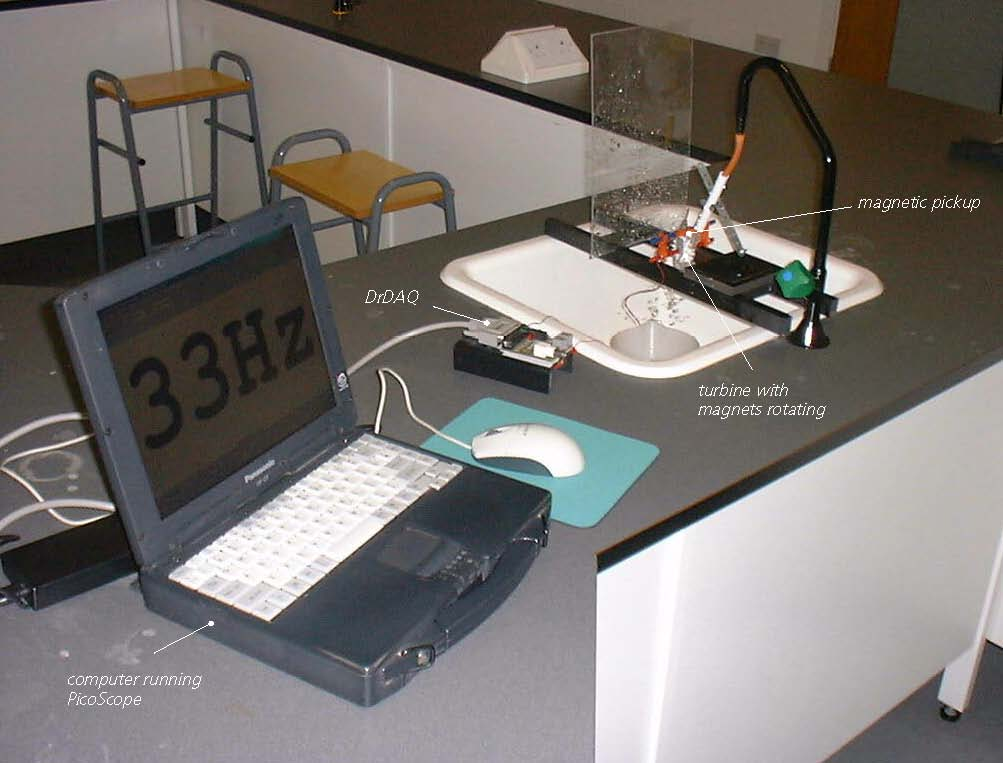 magnetic pickup
DrDAQ
33Hz
turbine with
magnets rotating
Panasonic
computer running
PicoScope